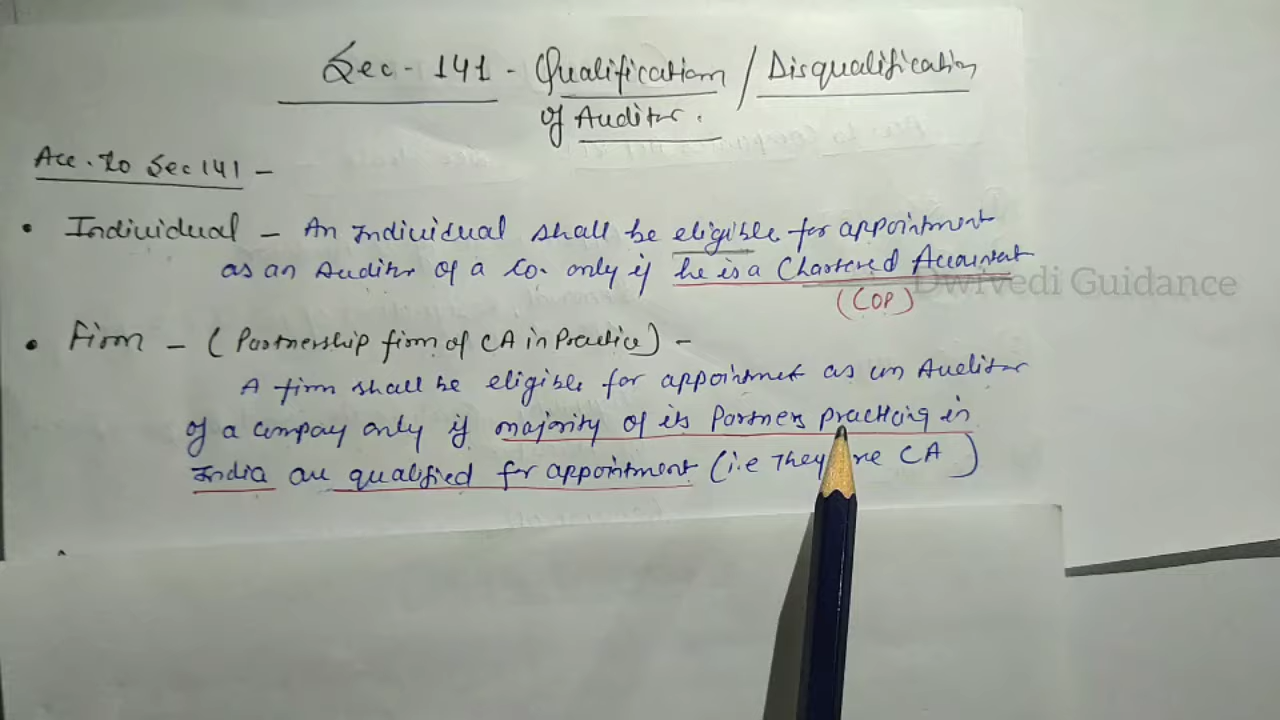 Sec - 141 - Qualification / Disqualification
of Auditor.
Acc. to Sec 141 -
• Individual - An Individual shall be eligible for appointment
as an Auditor of a Co. only if he is a Chartered Accountant
(COP)
Dwivedi Guidance
• Firm - (Partnership firm of CA in Practice) -
A firm shall be eligible for appointment as an Auditor
of a company only if majority of its Partners practicing in
India are qualified for appointment (i.e They are CA)